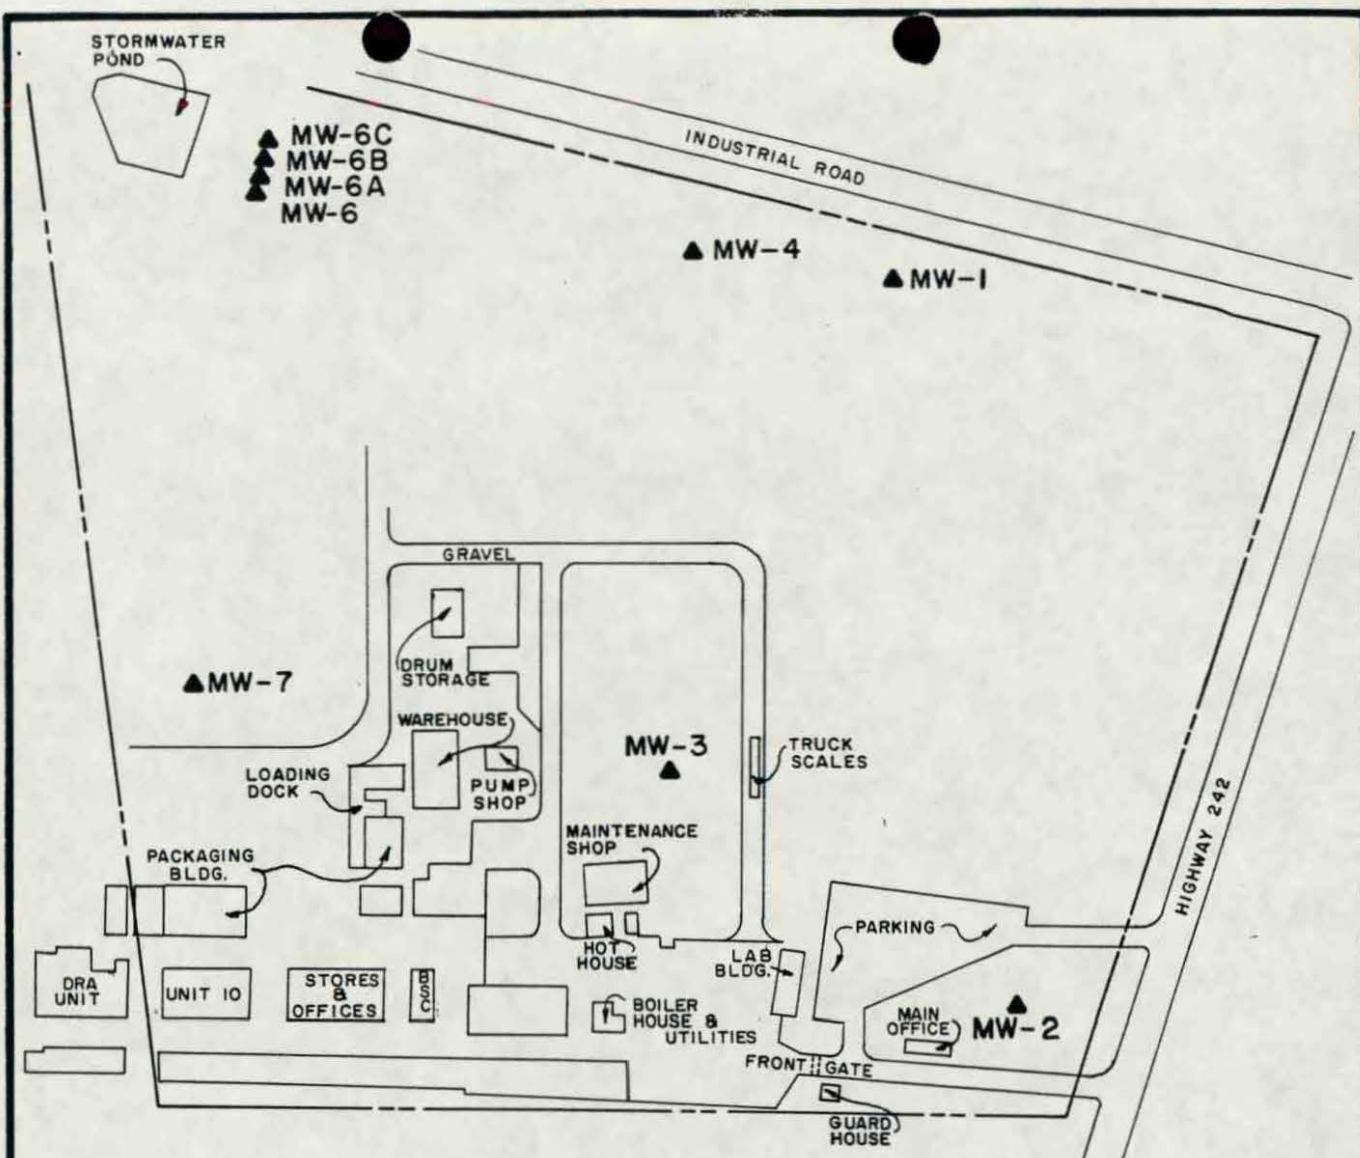 STORMWATER
POND
MW-6C
MW-6B
MW-6A
MW-6
INDUSTRIAL ROAD
MW-4
MW-1
GRAVEL
DRUM
STORAGE
MW-7
WAREHOUSE
MW-3
TRUCK
SCALES
LOADING
DOCK
PUMP
SHOP
HIGHWAY 242
MAINTENANCE
SHOP
PACKAGING
BLDG.
PARKING
HOT
HOUSE
LAB
BLDG.
DRA
UNIT
UNIT 10
STORES
&
OFFICES
BSC
BOILER
HOUSE &
UTILITIES
MAIN
OFFICE
MW-2
FRONT GATE
GUARD
HOUSE